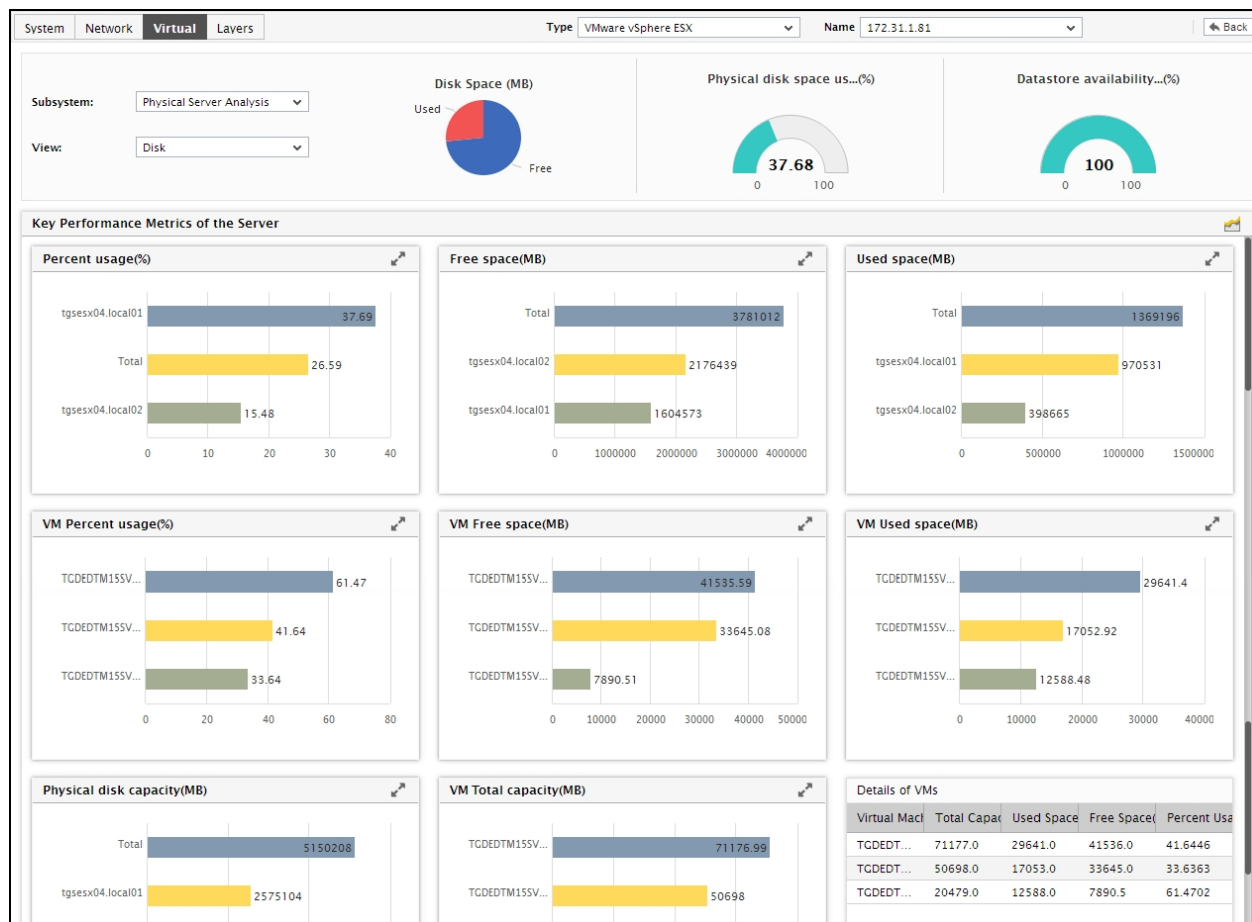 System Network Virtual Layers Type VMware vSphere ESX Name 172.31.1.81 Back
Subsystem: Physical Server Analysis
View: Disk
Disk Space (MB)
Used
Free
Physical disk space us...(%)
37.68
0 100
Datastore availability...(%)
100
0 100
Key Performance Metrics of the Server
Percent usage(%)
tgsesx04.local01 37.69
Total 26.59
tgsesx04.local02 15.48
0 10 20 30 40
Free space(MB)
Total 3781012
tgsesx04.local02 2176439
tgsesx04.local01 1604573
0 1000000 2000000 3000000 4000000
Used space(MB)
Total 1369196
tgsesx04.local01 970531
tgsesx04.local02 398665
0 500000 1000000 1500000
VM Percent usage(%)
TGDEDTM15SV... 61.47
TGDEDTM15SV... 41.64
TGDEDTM15SV... 33.64
0 20 40 60 80
VM Free space(MB)
TGDEDTM15SV... 41535.59
TGDEDTM15SV... 33645.08
TGDEDTM15SV... 7890.51
0 10000 20000 30000 40000 50000
VM Used space(MB)
TGDEDTM15SV... 29641.4
TGDEDTM15SV... 17052.92
TGDEDTM15SV... 12588.48
0 10000 20000 30000 40000
Physical disk capacity(MB)
Total 5150208
tgsesx04.local01 2575104
VM Total capacity(MB)
TGDEDTM15SV... 71176.99
TGDEDTM15SV... 50698
Details of VMs
Virtual Mach Total Capac Used Space Free Space( Percent Usa
TGDEDT... 71177.0 29641.0 41536.0 41.6446
TGDEDT... 50698.0 17053.0 33645.0 33.6363
TGDEDT... 20479.0 12588.0 7890.5 61.4702